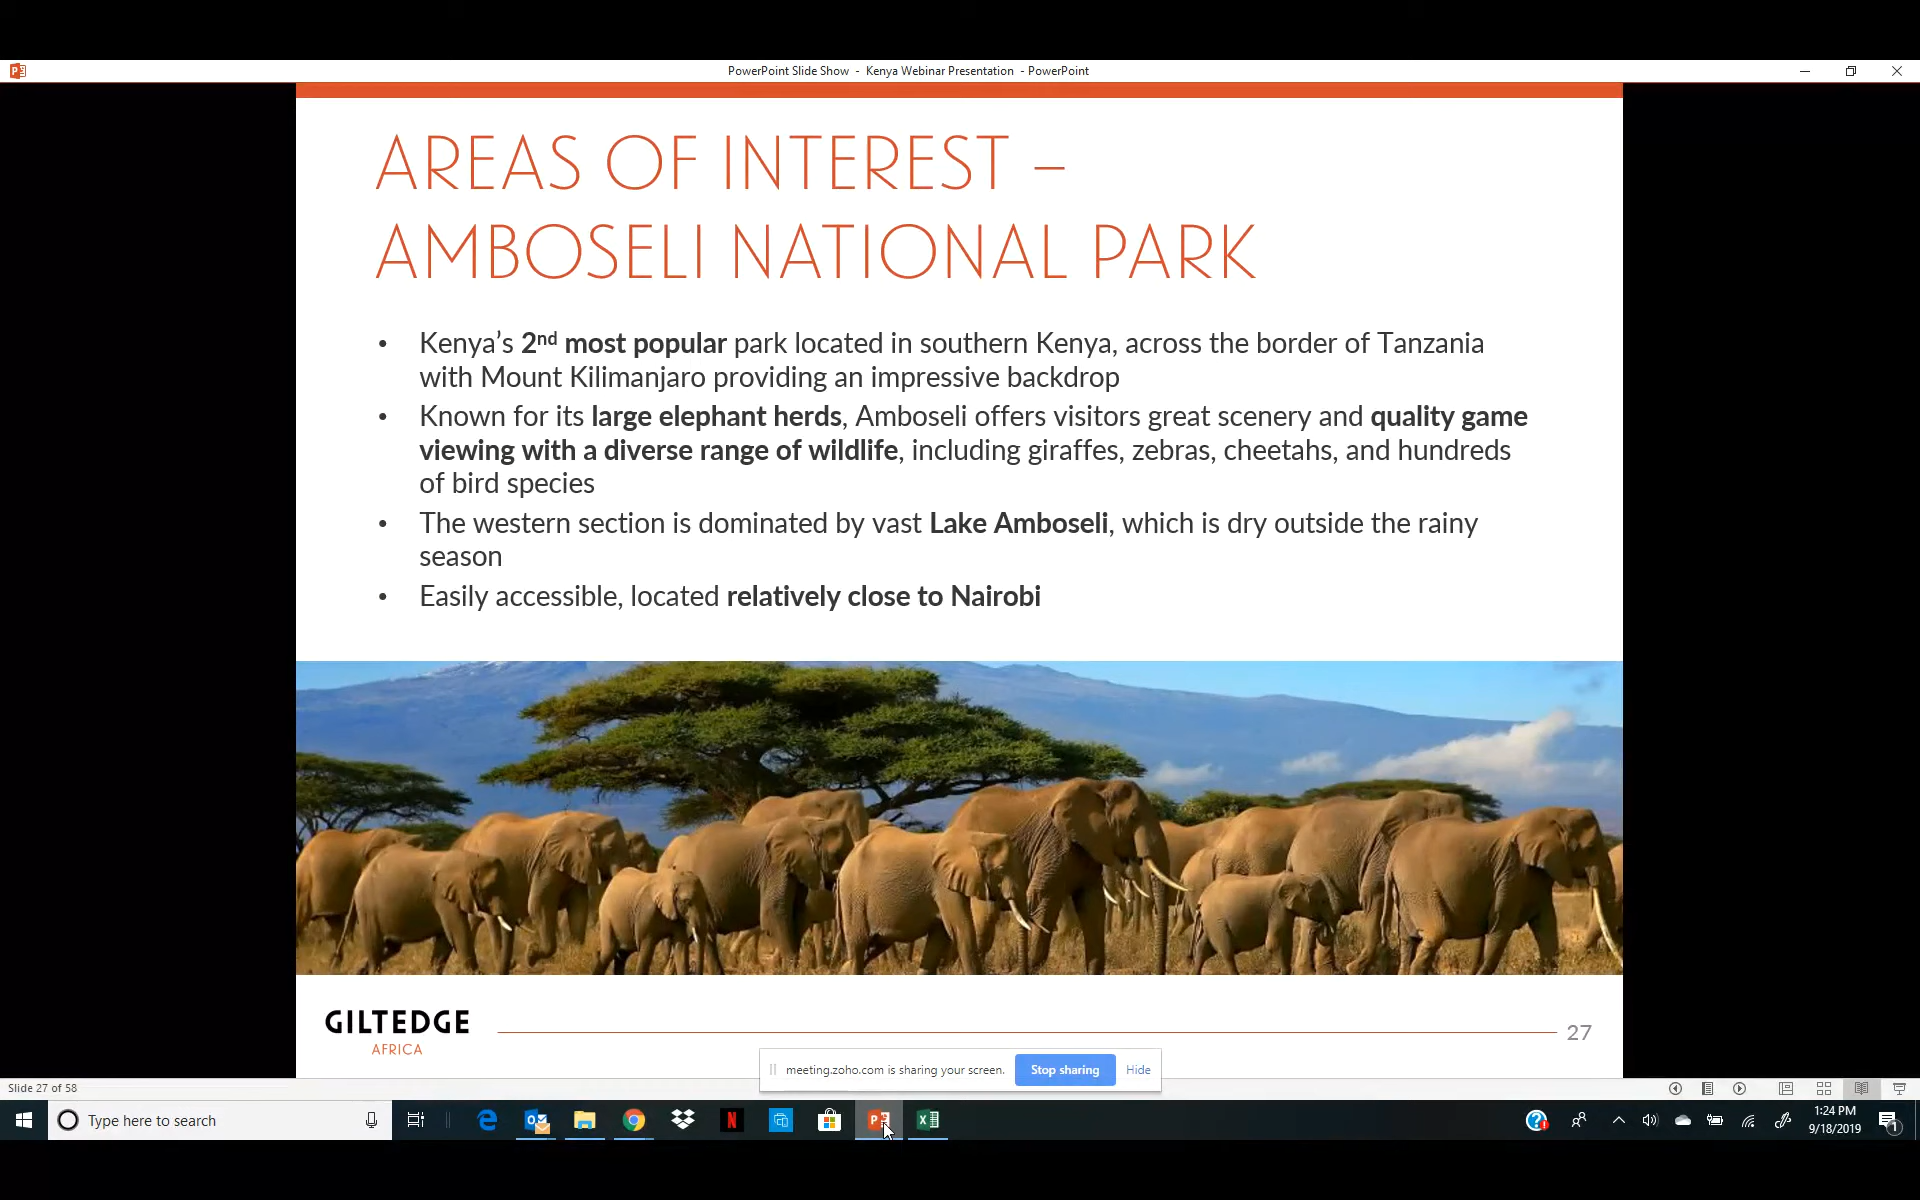 PowerPoint Slide Show - Kenya Webinar Presentation - PowerPoint
AREAS OF INTEREST –
AMBOSELI NATIONAL PARK
• Kenya’s 2nd most popular park located in southern Kenya, across the border of Tanzania
with Mount Kilimanjaro providing an impressive backdrop
• Known for its large elephant herds, Amboseli offers visitors great scenery and quality game
viewing with a diverse range of wildlife, including giraffes, zebras, cheetahs, and hundreds
of bird species
• The western section is dominated by vast Lake Amboseli, which is dry outside the rainy
season
• Easily accessible, located relatively close to Nairobi
GILTEDGE
AFRICA
27
meeting.zoho.com is sharing your screen. Stop sharing Hide
Slide 27 of 58
Type here to search
1:24 PM
9/18/2019